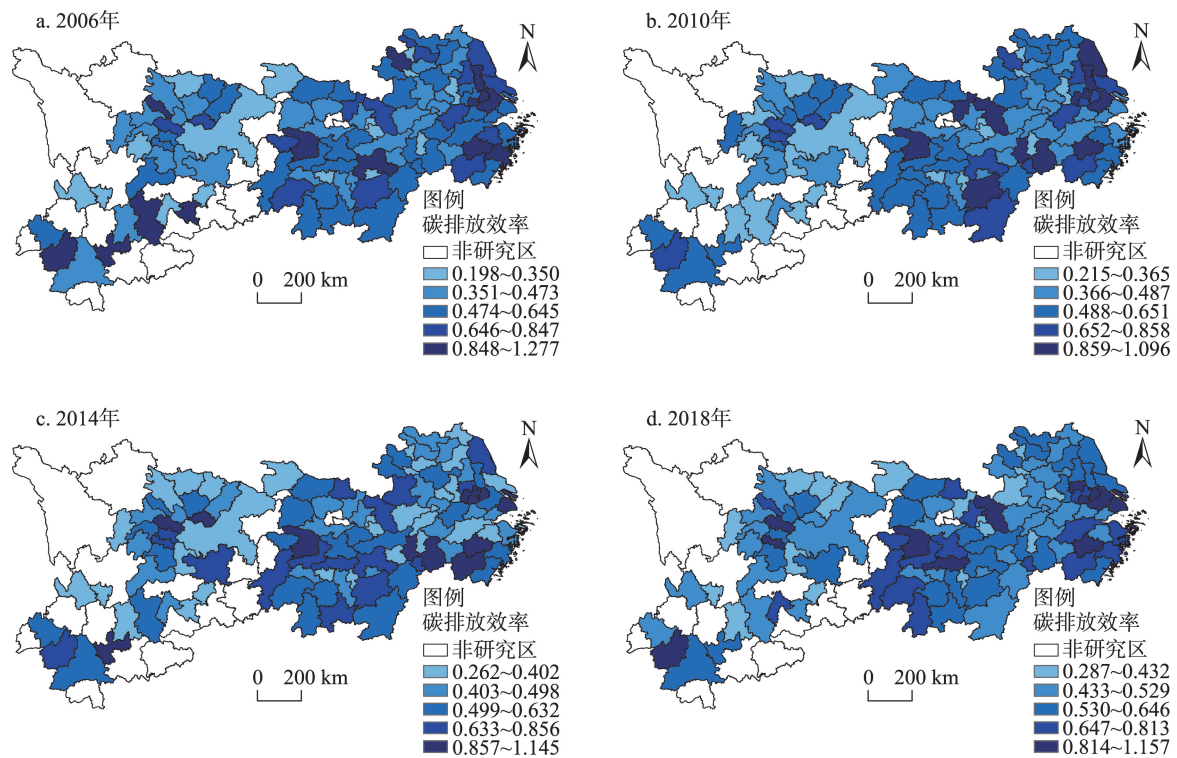 a. 2006年
N
图例
碳排放效率
非研究区
0.198~0.350
0.351~0.473
0.474~0.645
0.646~0.847
0.848~1.277
0 200 km
b. 2010年
N
图例
碳排放效率
非研究区
0.215~0.365
0.366~0.487
0.488~0.651
0.652~0.858
0.859~1.096
0 200 km
c. 2014年
N
图例
碳排放效率
非研究区
0.262~0.402
0.403~0.498
0.499~0.632
0.633~0.856
0.857~1.145
0 200 km
d. 2018年
N
图例
碳排放效率
非研究区
0.287~0.432
0.433~0.529
0.530~0.646
0.647~0.813
0.814~1.157
0 200 km